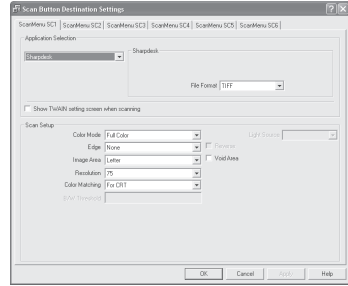 Scan Button Destination Settings
ScanMenu SC1 ScanMenu SC2 ScanMenu SC3 ScanMenu SC4 ScanMenu SC5 ScanMenu SC6
Application Selection
Sharpdesk
Sharpdesk
File Format TIFF
Show TWAIN setting screen when scanning
Scan Setup
Color Mode Full Color Light Source
Edge None Reverse
Image Area Letter Void Area
Resolution 75
Color Matching For CRT
B/W Threshold
OK Cancel Apply Help